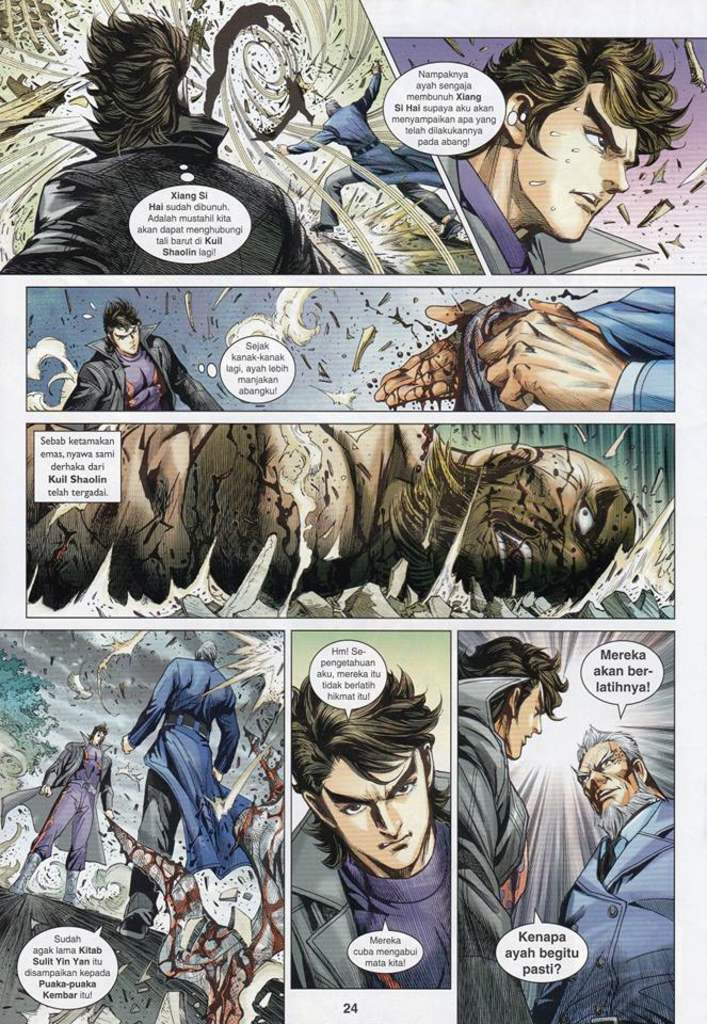 Xiang Si
Hai sudah dibunuh.
Adalah mustahil kita
akan dapat menghubungi
tali barut di Kuil
Shaolin lagi!
Nampaknya
ayah sengaja
membunuh Xiang
Si Hai supaya aku akan
menyampaikan apa yang
telah dilakukannya
pada abang!
Sejak
kanak-kanak
lagi, ayah
manjakan
abangku!
Sebab ketamakan
emas, nyawa sami
derhaka dari
Kuil Shaolin
telah tergadai.
Sudah
agak lama Kitab
Sulit Yin Yan itu
disampaikan kepada
Puaka-puaka
Kembar itu!
Hm! Se-
pengetahuan
aku, mereka itu
tidak berlatih
hikmat itu!
Mereka
cuba mengabui
mata kita!
Mereka
akan ber-
latihnya!
Kenapa
ayah begitu
pasti?
24